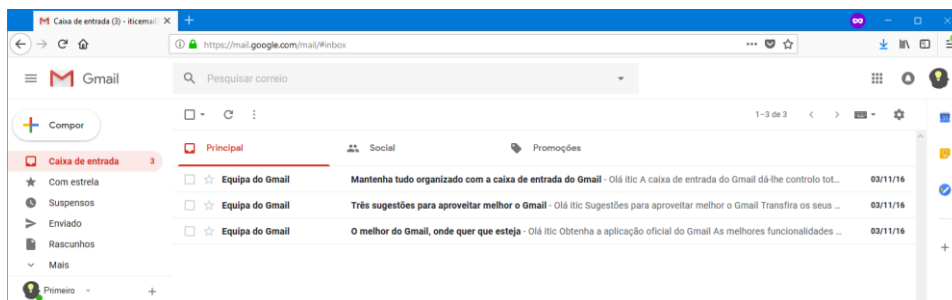 Caixa de entrada (3) - iticemail
https://mail.google.com/mail/#inbox
Gmail
Pesquisar correio
Compor
1–3 de 3
Caixa de entrada 3
Principal Social Promoções
Com estrela
Equipa do Gmail Mantenha tudo organizado com a caixa de entrada do Gmail - Olá itic A caixa de entrada do Gmail dá-lhe controlo tot... 03/11/16
Suspensos
Equipa do Gmail Três sugestões para aproveitar melhor o Gmail - Olá itic Sugestões para aproveitar melhor o Gmail Transfira os seus ... 03/11/16
Enviado
Equipa do Gmail O melhor do Gmail, onde quer que esteja - Olá itic Obtenha a aplicação oficial do Gmail As melhores funcionalidades ... 03/11/16
Rascunhos
Mais
Primeiro